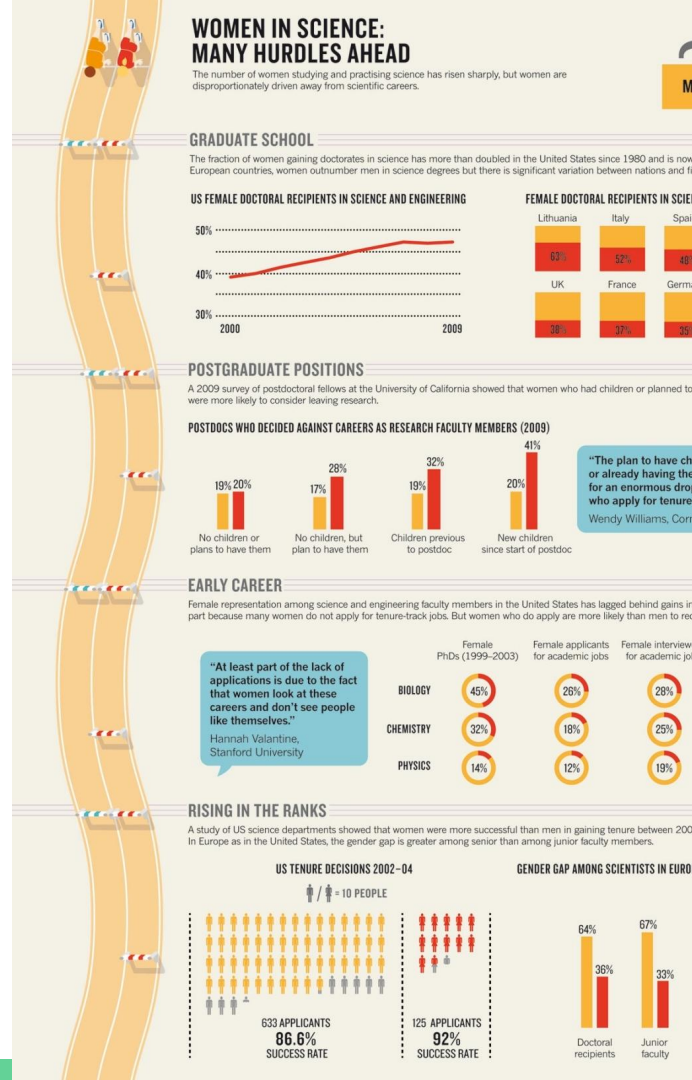 WOMEN IN SCIENCE:
MANY HURDLES AHEAD
The number of women studying and practising science has risen sharply, but women are
disproportionately driven away from scientific careers.
M
GRADUATE SCHOOL
The fraction of women gaining doctorates in science has more than doubled in the United States since 1980 and is now
European countries, women outnumber men in science degrees but there is significant variation between nations and fi
US FEMALE DOCTORAL RECIPIENTS IN SCIENCE AND ENGINEERING
50%
40%
30%
2000 2009
FEMALE DOCTORAL RECIPIENTS IN SCIE
Lithuania Italy Spai
63% 52% 48%
UK France Germa
38% 37% 35%
POSTGRADUATE POSITIONS
A 2009 survey of postdoctoral fellows at the University of California showed that women who had children or planned to
were more likely to consider leaving research.
POSTDOCS WHO DECIDED AGAINST CAREERS AS RESEARCH FACULTY MEMBERS (2009)
19% 20% 17% 28% 19% 32% 20% 41%
No children or
plans to have them
No children, but
plan to have them
Children previous
to postdoc
New children
since start of postdoc
“The plan to have ch
or already having the
for an enormous drop
who apply for tenure
Wendy Williams, Corn
EARLY CAREER
Female representation among science and engineering faculty members in the United States has lagged behind gains in
part because many women do not apply for tenure-track jobs. But women who do apply are more likely than men to rec
“At least part of the lack of
applications is due to the fact
that women look at these
careers and don’t see people
like themselves.”
Hannah Valantine,
Stanford University
Female
PhDs (1999–2003)
Female applicants
for academic jobs
Female interviewe
for academic jol
BIOLOGY 45% 26% 28%
CHEMISTRY 32% 18% 25%
PHYSICS 14% 12% 19%
RISING IN THE RANKS
A study of US science departments showed that women were more successful than men in gaining tenure between 200
In Europe as in the United States, the gender gap is greater among senior than among junior faculty members.
US TENURE DECISIONS 2002–04
/ = 10 PEOPLE
633 APPLICANTS
86.6%
SUCCESS RATE
125 APPLICANTS
92%
SUCCESS RATE
GENDER GAP AMONG SCIENTISTS IN EURO
64% 36% 67% 33%
Doctoral
recipients
Junior
faculty